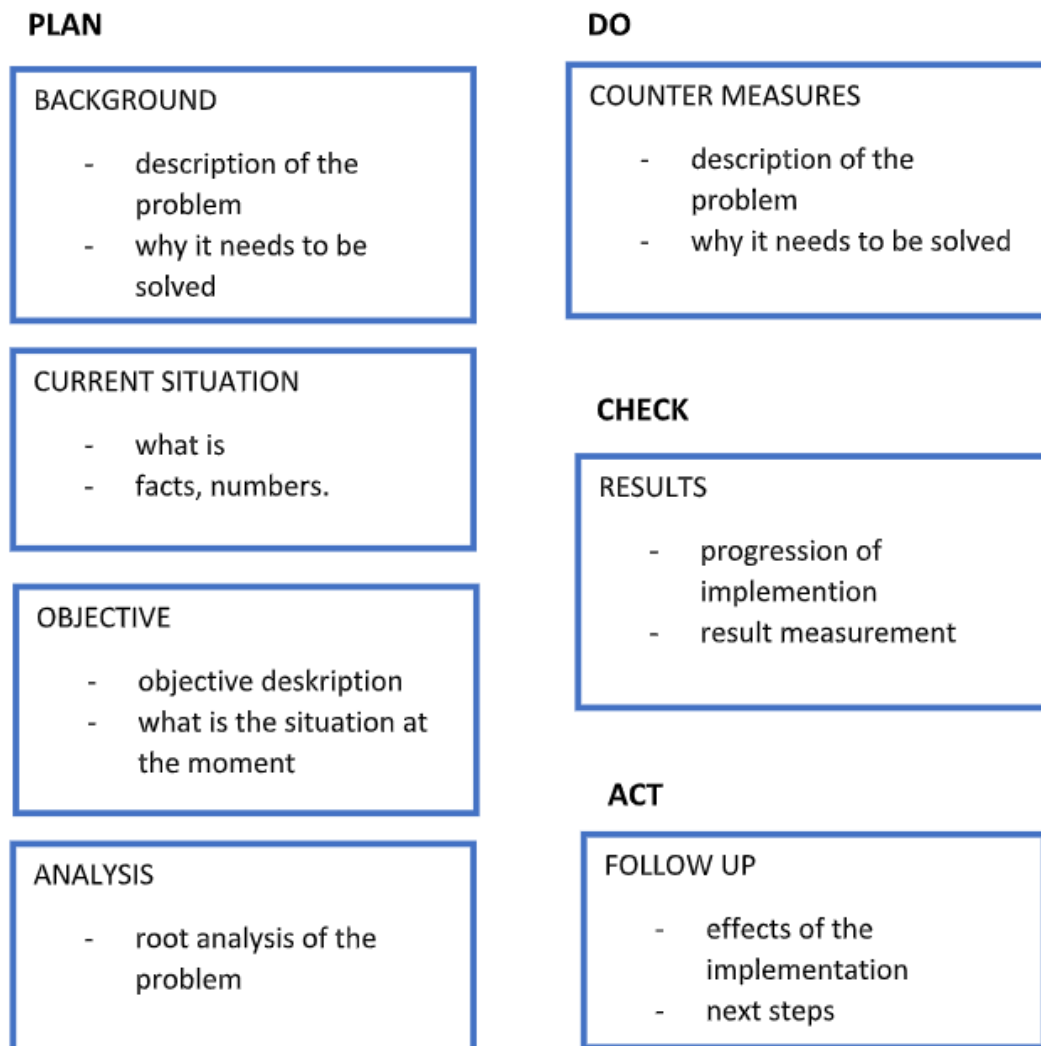 PLAN
BACKGROUND
- description of the
problem
- why it needs to be
solved
CURRENT SITUATION
- what is
- facts, numbers.
OBJECTIVE
- objective deskription
- what is the situation at
the moment
ANALYSIS
- root analysis of the
problem
DO
COUNTER MEASURES
- description of the
problem
- why it needs to be solved
CHECK
RESULTS
- progression of
implemention
- result measurement
ACT
FOLLOW UP
- effects of the
implementation
- next steps